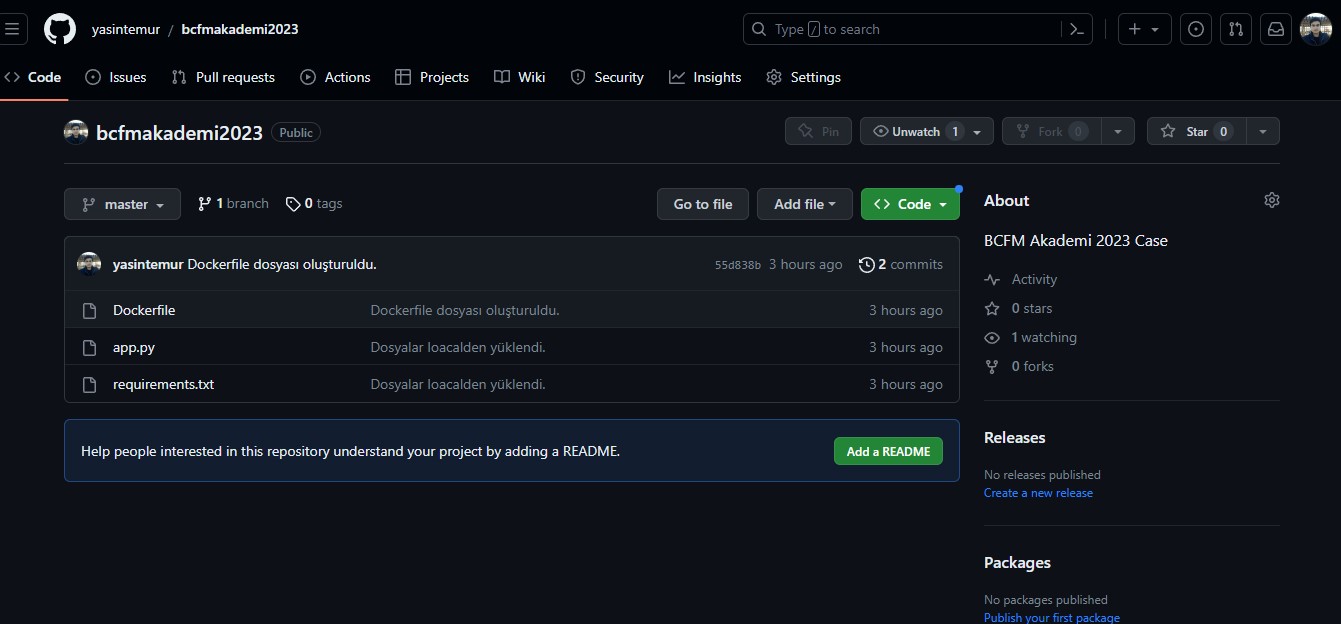 yasintemur / bcfmakademi2023
Type / to search
Code Issues Pull requests Actions Projects Wiki Security Insights Settings
bcfmakademi2023 Public
Pin Unwatch 1 Fork 0 Star 0
master 1 branch 0 tags Go to file Add file Code
yasintemur Dockerfile dosyası oluşturuldu. 55d838b 3 hours ago 2 commits
Dockerfile Dockerfile dosyası oluşturuldu. 3 hours ago
app.py Dosyalar loacalden yüklendi. 3 hours ago
requirements.txt Dosyalar loacalden yüklendi. 3 hours ago
Help people interested in this repository understand your project by adding a README. Add a README
About
BCFM Akademi 2023 Case
Activity
0 stars
1 watching
0 forks
Releases
No releases published
Create a new release
Packages
No packages published
Publish your first package